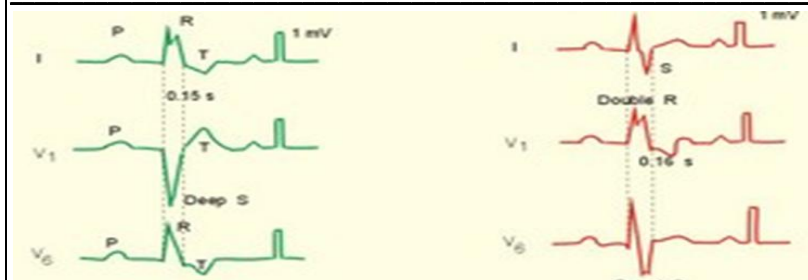 P R 1 mV
I T
0.15 s
P
V1 T
Deep S
R
P
V6 T
1 mV
I
S
Double R
V1
0.16 s
V6